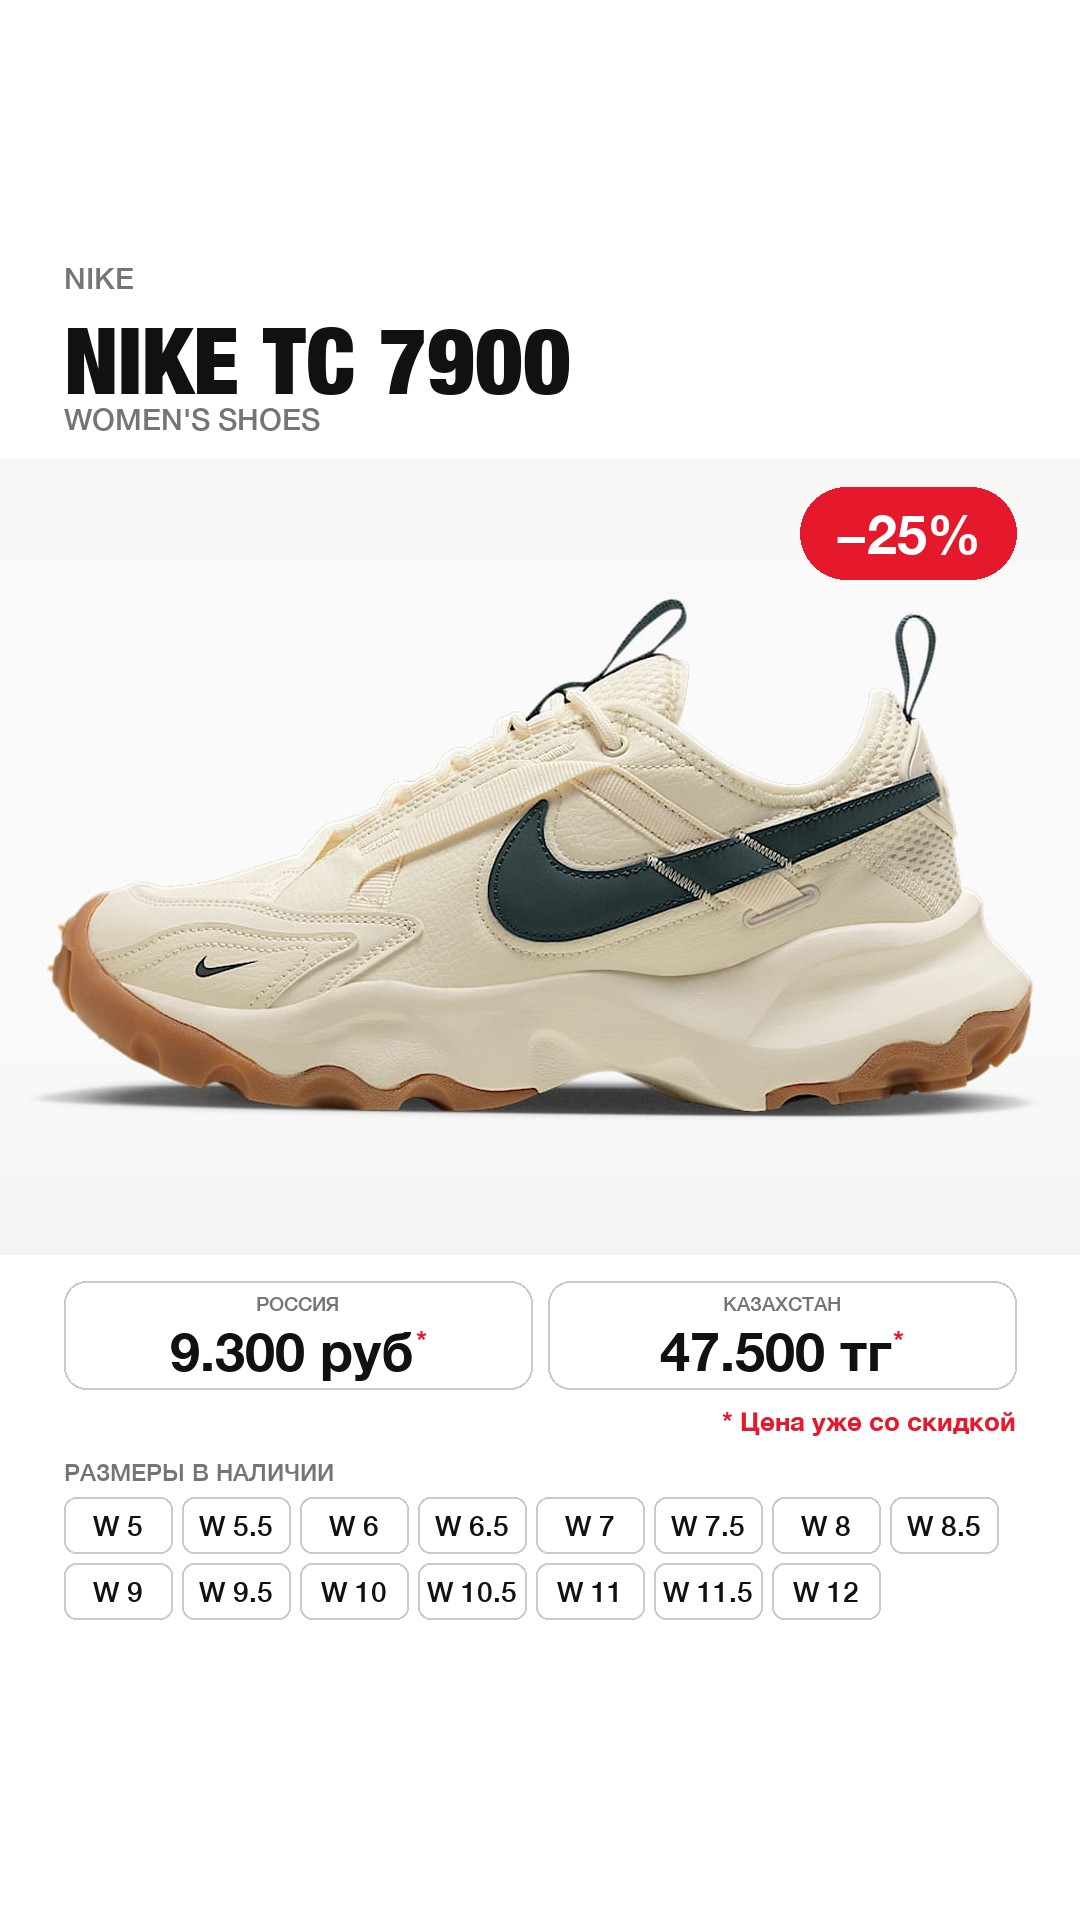 NIKE
NIKE TC 7900
WOMEN'S SHOES
–25%
РОССИЯ
9.300 руб*
КАЗАХСТАН
47.500 тг*
* Цена уже со скидкой
РАЗМЕРЫ В НАЛИЧИИ
W 5 W 5.5 W 6 W 6.5 W 7 W 7.5 W 8 W 8.5
W 9 W 9.5 W 10 W 10.5 W 11 W 11.5 W 12